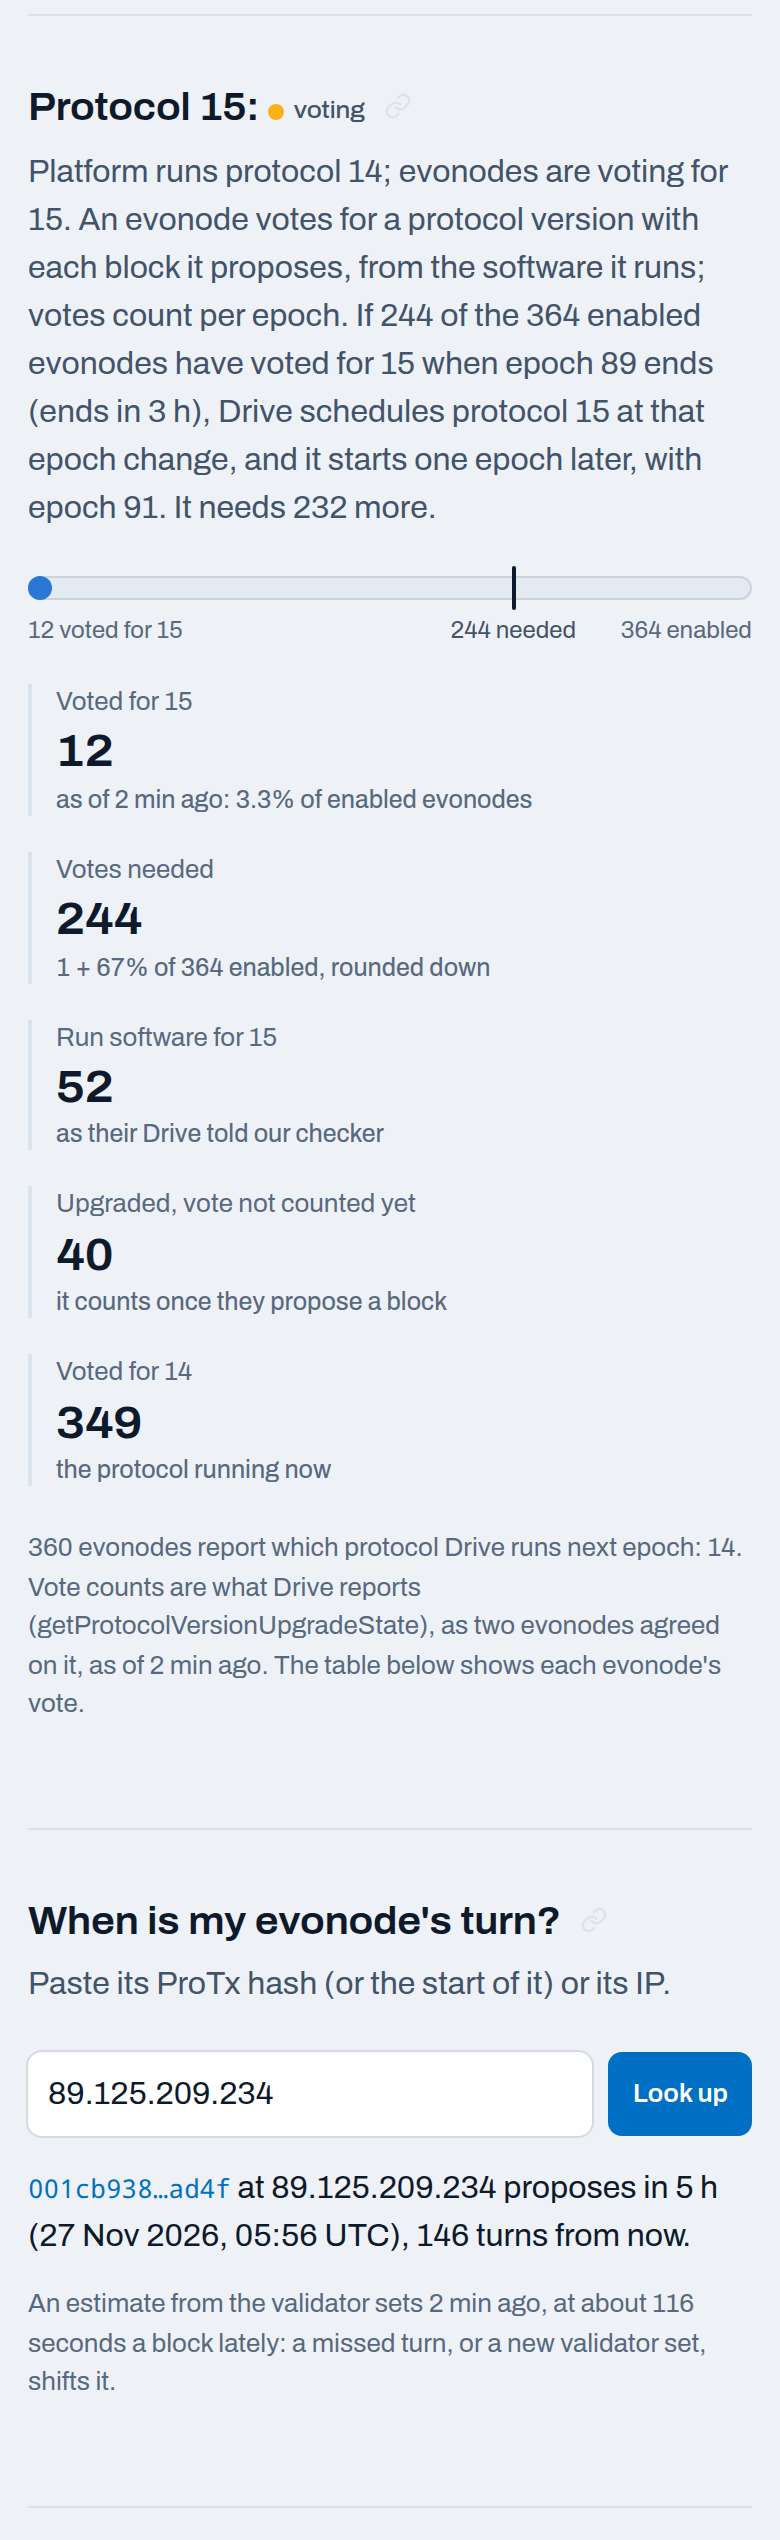 Protocol 15: voting
Platform runs protocol 14; evonodes are voting for
15. An evonode votes for a protocol version with
each block it proposes, from the software it runs;
votes count per epoch. If 244 of the 364 enabled
evonodes have voted for 15 when epoch 89 ends
(ends in 3 h), Drive schedules protocol 15 at that
epoch change, and it starts one epoch later, with
epoch 91. It needs 232 more.
12 voted for 15 244 needed 364 enabled
Voted for 15
12
as of 2 min ago: 3.3% of enabled evonodes
Votes needed
244
1 + 67% of 364 enabled, rounded down
Run software for 15
52
as their Drive told our checker
Upgraded, vote not counted yet
40
it counts once they propose a block
Voted for 14
349
the protocol running now
360 evonodes report which protocol Drive runs next epoch: 14.
Vote counts are what Drive reports
(getProtocolVersionUpgradeState), as two evonodes agreed
on it, as of 2 min ago. The table below shows each evonode's
vote.
When is my evonode's turn?
Paste its ProTx hash (or the start of it) or its IP.
89.125.209.234 Look up
001cb938…ad4f at 89.125.209.234 proposes in 5 h
(27 Nov 2026, 05:56 UTC), 146 turns from now.
An estimate from the validator sets 2 min ago, at about 116
seconds a block lately: a missed turn, or a new validator set,
shifts it.